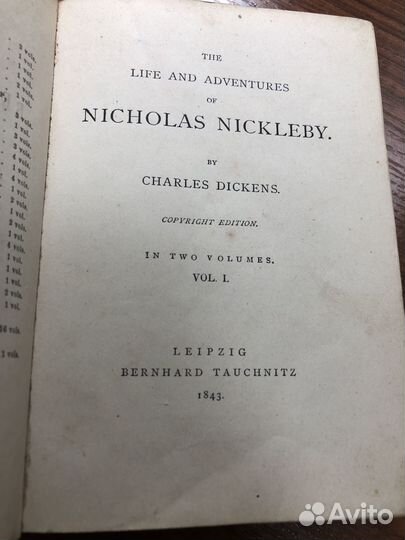 THE
LIFE AND ADVENTURES
OF
NICHOLAS NICKLEBY.
BY
CHARLES DICKENS.
COPYRIGHT EDITION.
IN TWO VOLUMES.
VOL. I.
LEIPZIG
BERNHARD TAUCHNITZ
1843.
Avito